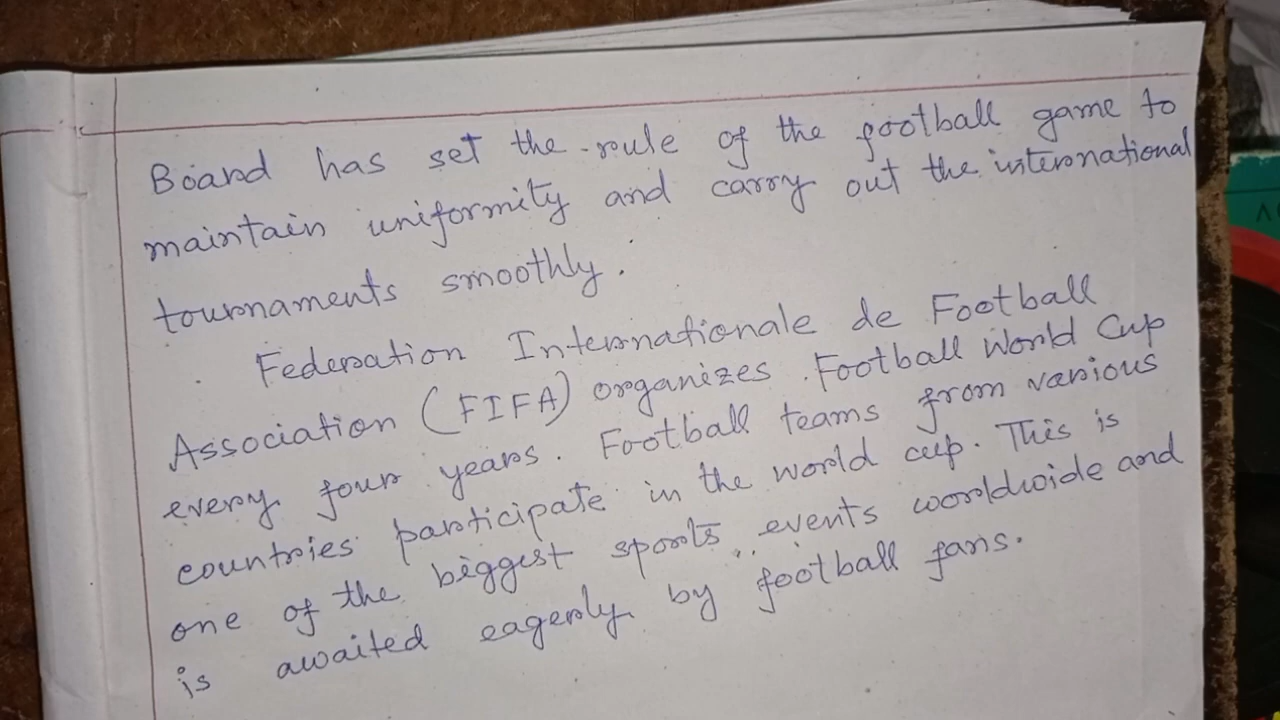 Board has set the rule of the football game to
maintain uniformity and carry out the international
tournaments smoothly.
Federation Internationale de Football
Association (FIFA) organizes Football World Cup
every four years. Football teams from various
countries participate in the world cup. This is
one of the biggest sports events worldwide and
is awaited eagerly by football fans.